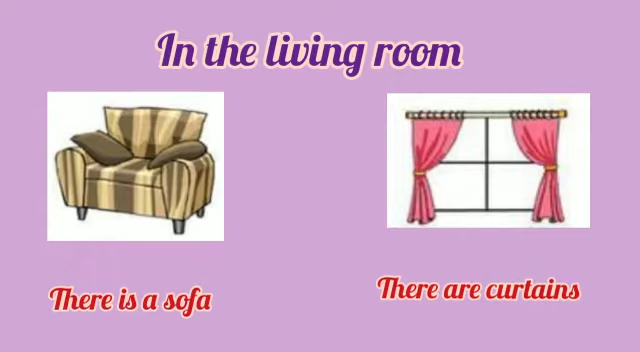 In the living room
There is a sofa
There are curtains